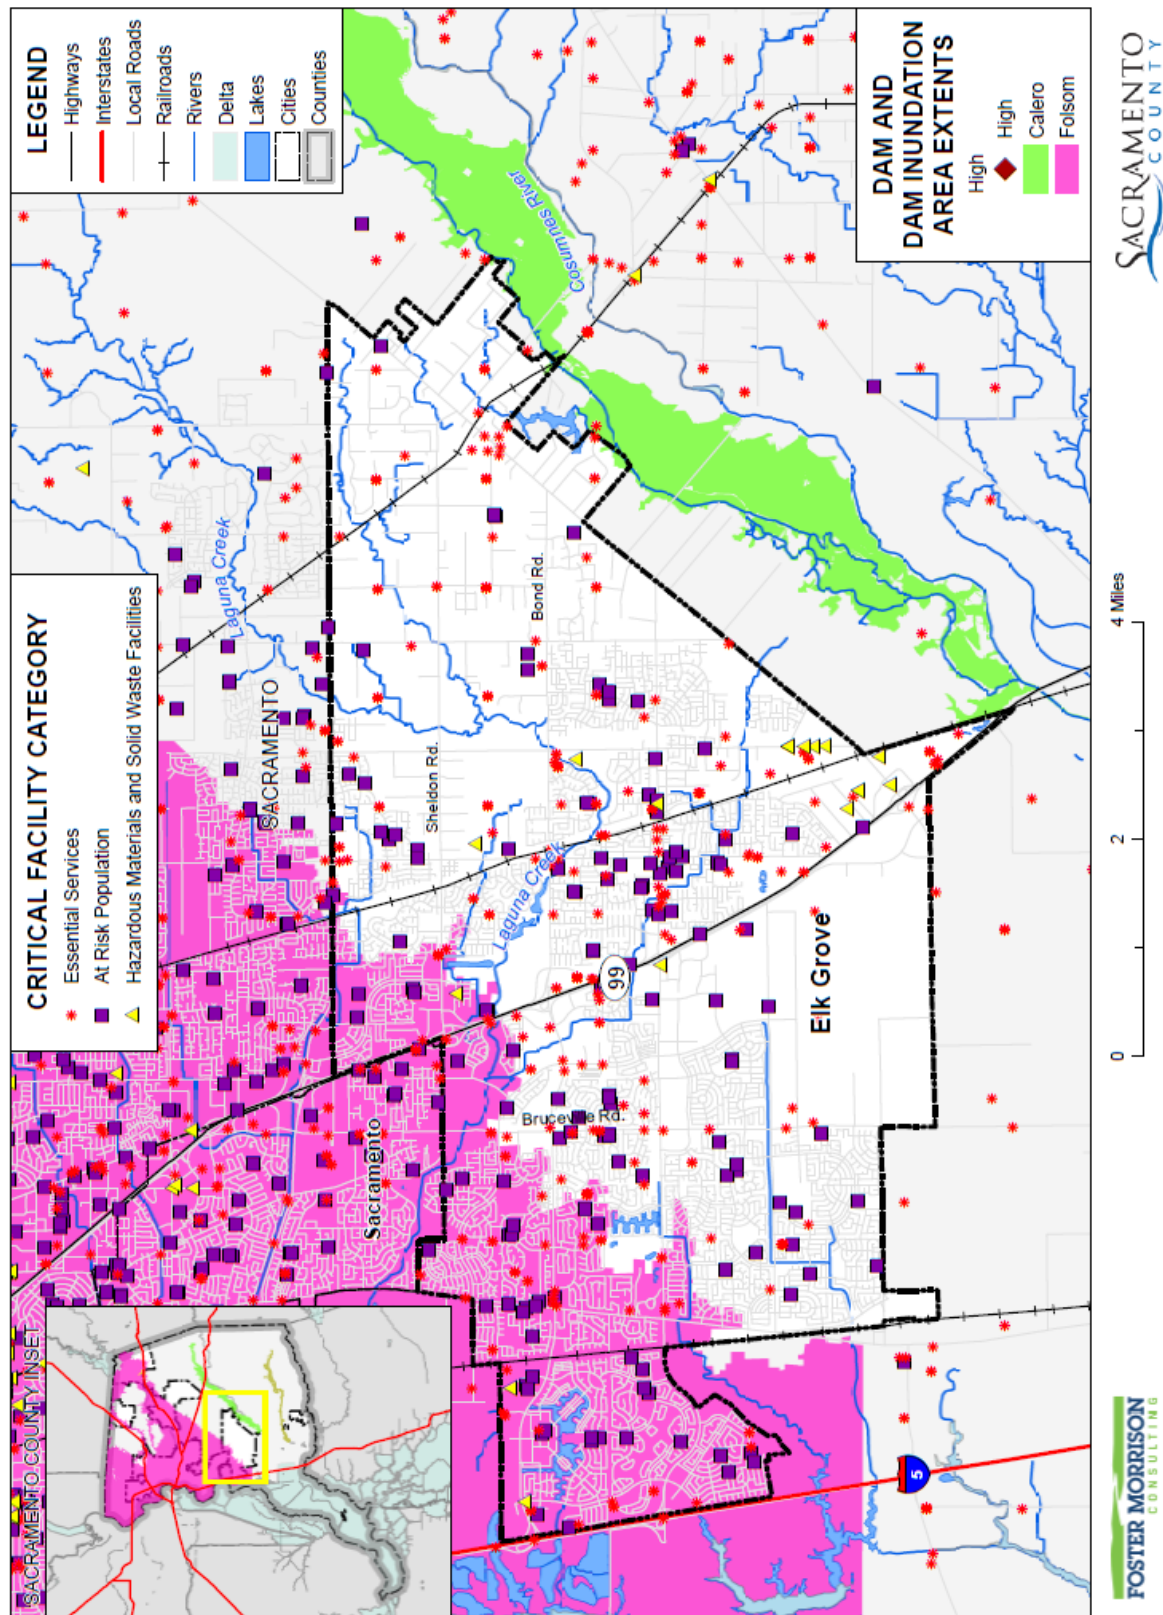 LEGEND
Highways
Interstates
Local Roads
Railroads
Rivers
Delta
Lakes
Cities
Counties
CRITICAL FACILITY CATEGORY
Essential Services
At Risk Population
Hazardous Materials and Solid Waste Facilities
SACRAMENTO COUNTY INSET
SACRAMENTO
Laguna Creek
Sacramento
Sheldon Rd.
Bond Rd.
Laguna Creek
Cosumnes River
Bruceville Rd.
99
Elk Grove
5
DAM AND
DAM INUNDATION
AREA EXTENTS
High
High
Calero
Folsom
0 2 4 Miles
FOSTER MORRISON
CONSULTING
SACRAMENTO
COUNTY